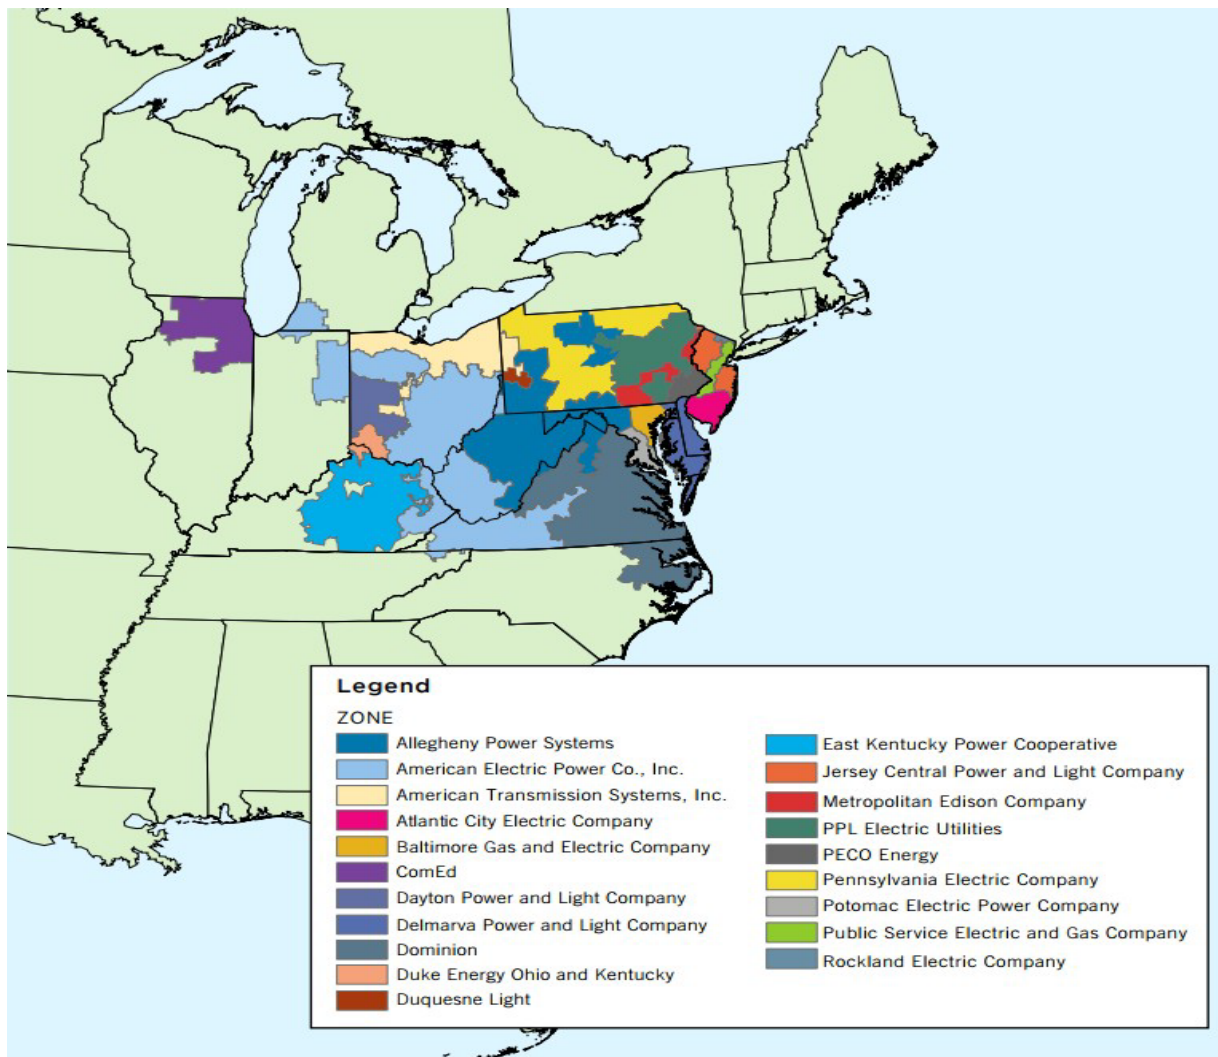 Legend
ZONE
Allegheny Power Systems
American Electric Power Co., Inc.
American Transmission Systems, Inc.
Atlantic City Electric Company
Baltimore Gas and Electric Company
ComEd
Dayton Power and Light Company
Delmarva Power and Light Company
Dominion
Duke Energy Ohio and Kentucky
Duquesne Light
East Kentucky Power Cooperative
Jersey Central Power and Light Company
Metropolitan Edison Company
PPL Electric Utilities
PECO Energy
Pennsylvania Electric Company
Potomac Electric Power Company
Public Service Electric and Gas Company
Rockland Electric Company